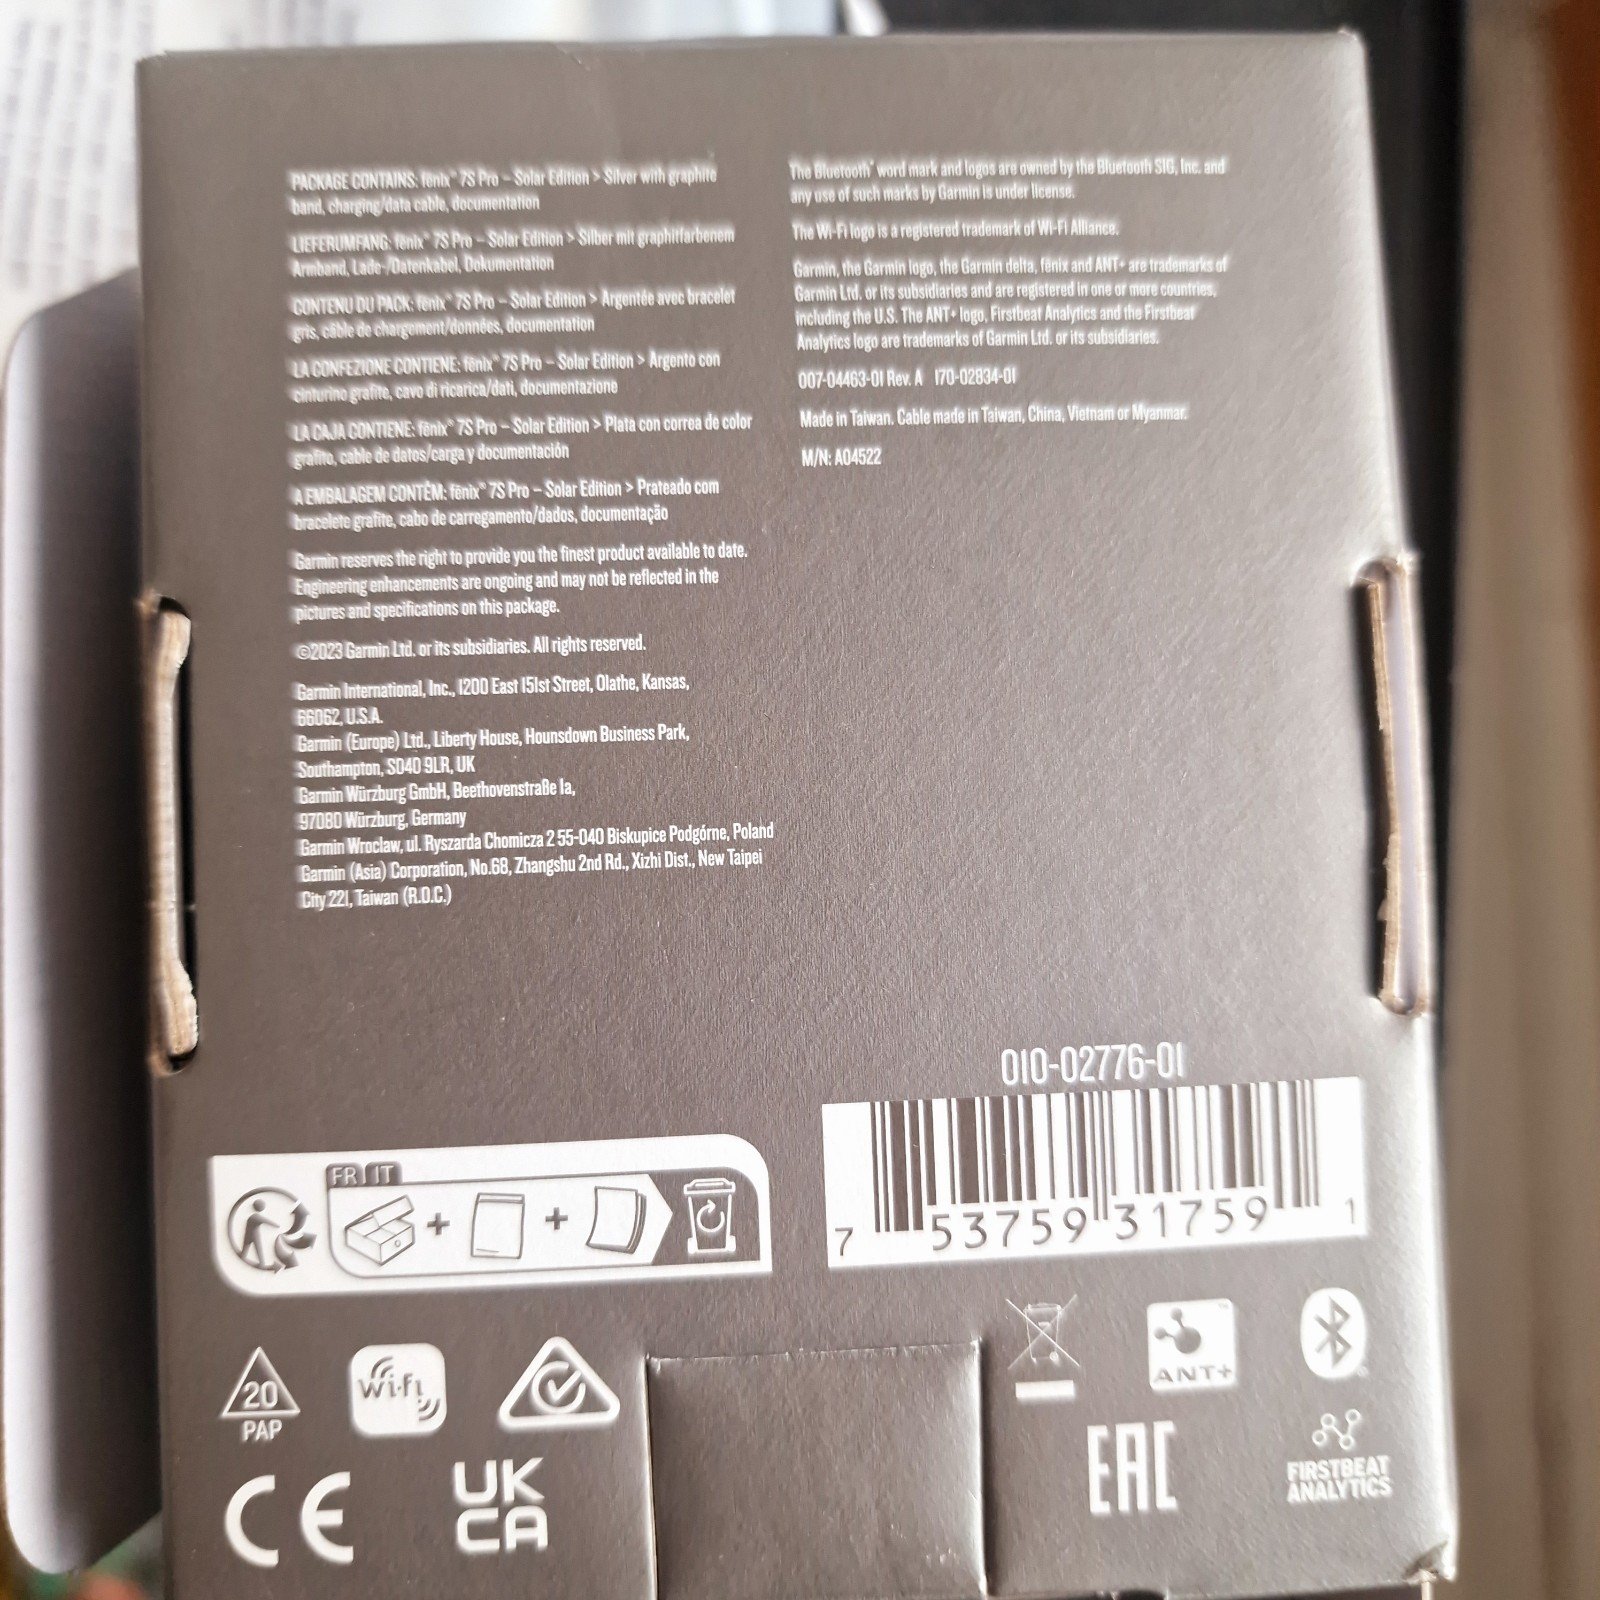 PACKAGE CONTAINS: fēnix® 7S Pro – Solar Edition > Silver with graphite
band, charging/data cable, documentation
LIEFERUMFANG: fēnix® 7S Pro – Solar Edition > Silber mit graphitfarbenem
Armband, Lade-/Datenkabel, Dokumentation
CONTENU DU PACK: fēnix® 7S Pro – Solar Edition > Argentée avec bracelet
gris, câble de chargement/données, documentation
LA CONFEZIONE CONTIENE: fēnix® 7S Pro – Solar Edition > Argento con
cinturino grafite, cavo di ricarica/dati, documentazione
LA CAJA CONTIENE: fēnix® 7S Pro – Solar Edition > Plata con correa de color
grafito, cable de datos/carga y documentación
A EMBALAGEM CONTÉM: fēnix® 7S Pro – Solar Edition > Prateado com
bracelete grafite, cabo de carregamento/dados, documentação
Garmin reserves the right to provide you the finest product available to date.
Engineering enhancements are ongoing and may not be reflected in the
pictures and specifications on this package.
©2023 Garmin Ltd. or its subsidiaries. All rights reserved.
Garmin International, Inc., 1200 East 151st Street, Olathe, Kansas,
66062, U.S.A.
Garmin (Europe) Ltd., Liberty House, Hounsdown Business Park,
Southampton, SO40 9LR, UK
Garmin Würzburg GmbH, Beethovenstraße 1a,
97080 Würzburg, Germany
Garmin Wroclaw, ul. Ryszarda Chomicza 2 55-040 Biskupice Podgórne, Poland
Garmin (Asia) Corporation, No.68, Zhangshu 2nd Rd., Xizhi Dist., New Taipei
City 221, Taiwan (R.O.C.)
The Bluetooth® word mark and logos are owned by the Bluetooth SIG, Inc. and
any use of such marks by Garmin is under license.
The Wi-Fi logo is a registered trademark of Wi-Fi Alliance.
Garmin, the Garmin logo, the Garmin delta, fēnix and ANT+ are trademarks of
Garmin Ltd. or its subsidiaries and are registered in one or more countries,
including the U.S. The ANT+ logo, Firstbeat Analytics and the Firstbeat
Analytics logo are trademarks of Garmin Ltd. or its subsidiaries.
007-04463-01 Rev. A 170-02834-01
Made in Taiwan. Cable made in Taiwan, China, Vietnam or Myanmar.
M/N: A04522
010-02776-01
7 53759 31759 1
FR IT
+ +
20
PAP
Wi-Fi
ANT+
CE
UK
CA
EAC
FIRSTBEAT
ANALYTICS